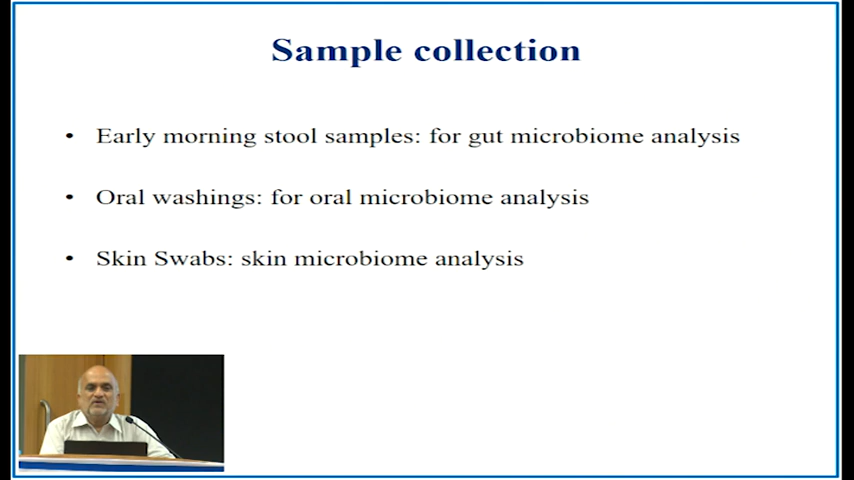 Sample collection
• Early morning stool samples: for gut microbiome analysis
• Oral washings: for oral microbiome analysis
• Skin Swabs: skin microbiome analysis